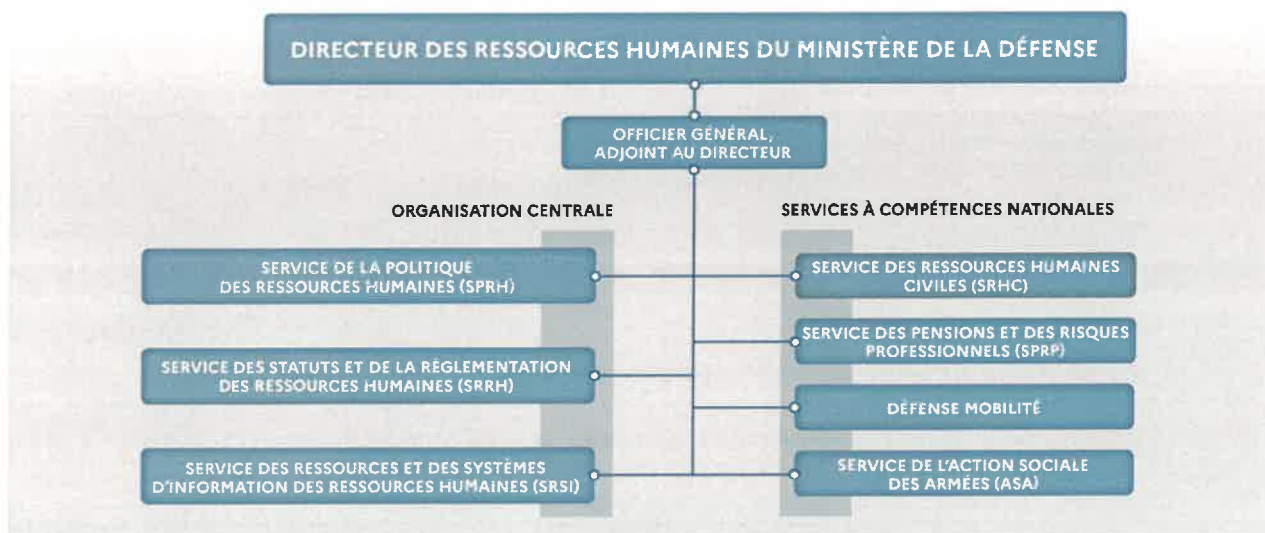 DIRECTEUR DES RESSOURCES HUMAINES DU MINISTÈRE DE LA DÉFENSE
OFFICIER GÉNÉRAL,
ADJOINT AU DIRECTEUR
ORGANISATION CENTRALE
SERVICE DE LA POLITIQUE
DES RESSOURCES HUMAINES (SPRH)
SERVICE DES STATUTS ET DE LA RÉGLEMENTATION
DES RESSOURCES HUMAINES (SRRH)
SERVICE DES RESSOURCES ET DES SYSTÈMES
D'INFORMATION DES RESSOURCES HUMAINES (SRSI)
SERVICES À COMPÉTENCES NATIONALES
SERVICE DES RESSOURCES HUMAINES
CIVILES (SRHC)
SERVICE DES PENSIONS ET DES RISQUES
PROFESSIONNELS (SPRP)
DÉFENSE MOBILITÉ
SERVICE DE L'ACTION SOCIALE
DES ARMÉES (ASA)